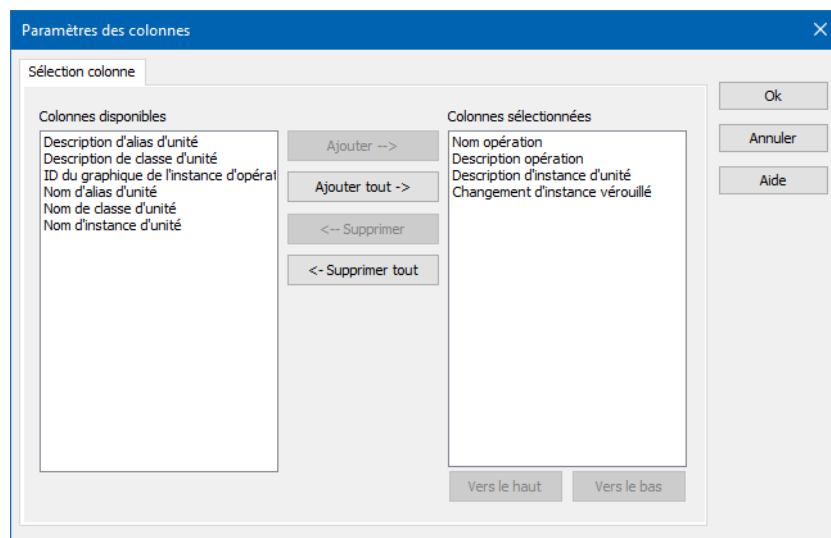 Paramètres des colonnes
Sélection colonne
Colonnes disponibles
Description d'alias d'unité
Description de classe d'unité
ID du graphique de l'instance d'opérat
Nom d'alias d'unité
Nom de classe d'unité
Nom d'instance d'unité
Ajouter -->
Ajouter tout ->
<-- Supprimer
<- Supprimer tout
Colonnes sélectionnées
Nom opération
Description opération
Description d'instance d'unité
Changement d'instance vérouillé
Vers le haut
Vers le bas
Ok
Annuler
Aide